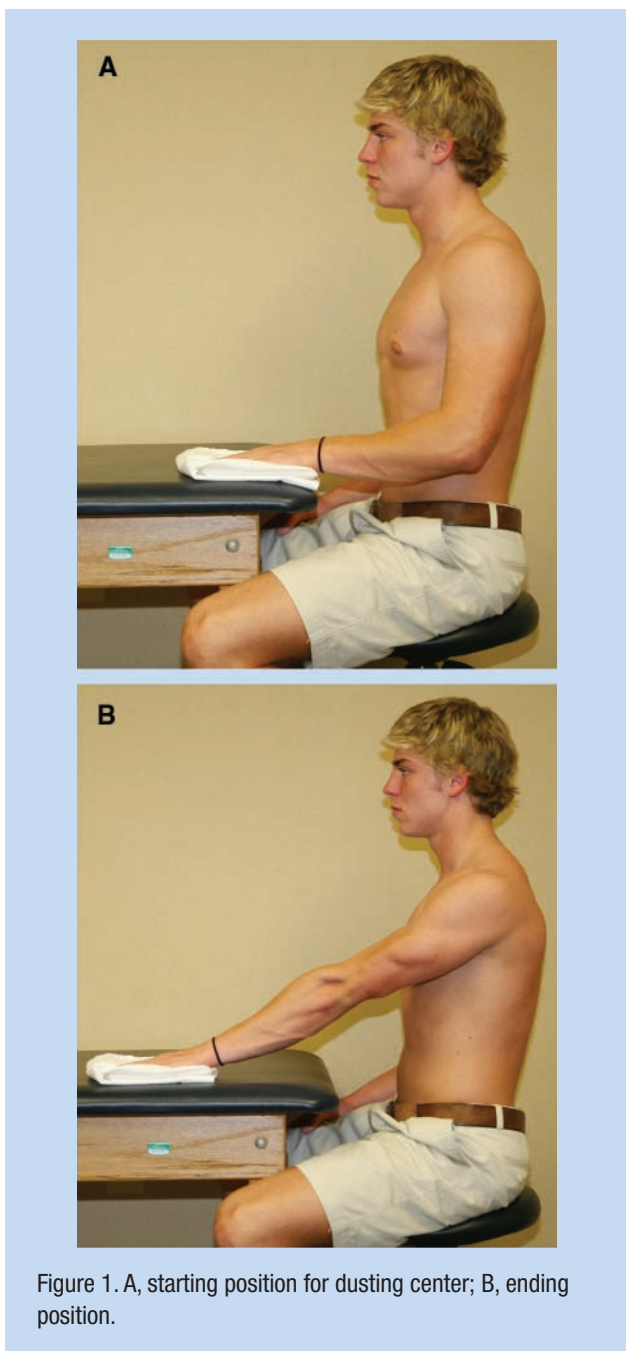 A
B
Figure 1. A, starting position for dusting center; B, ending
position.